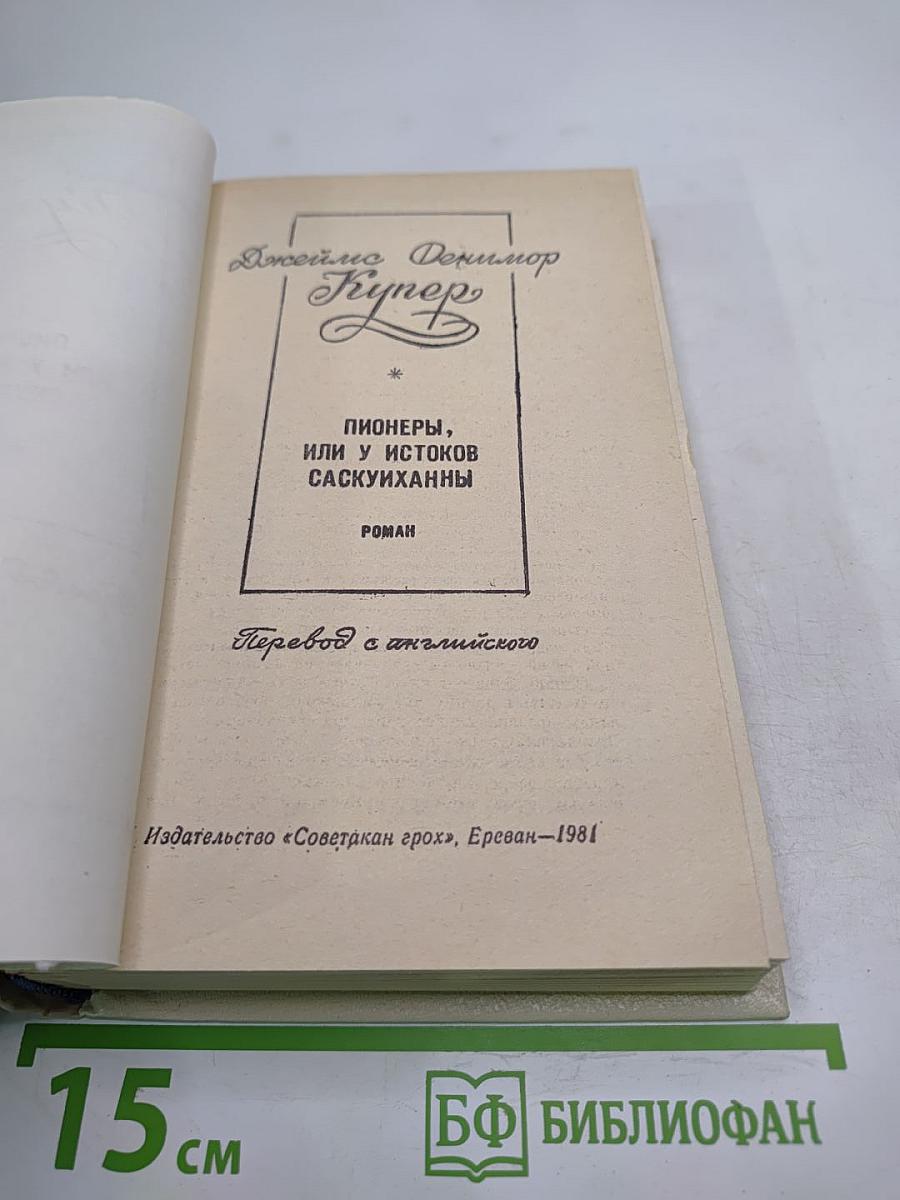 Джеймс Фенимор
Купер
*
ПИОНЕРЫ,
ИЛИ У ИСТОКОВ
САСКУИХАННЫ
РОМАН
Перевод с английского
Издательство «Советакан грох», Ереван—1981
15 см
БФ БИБЛИОФАН